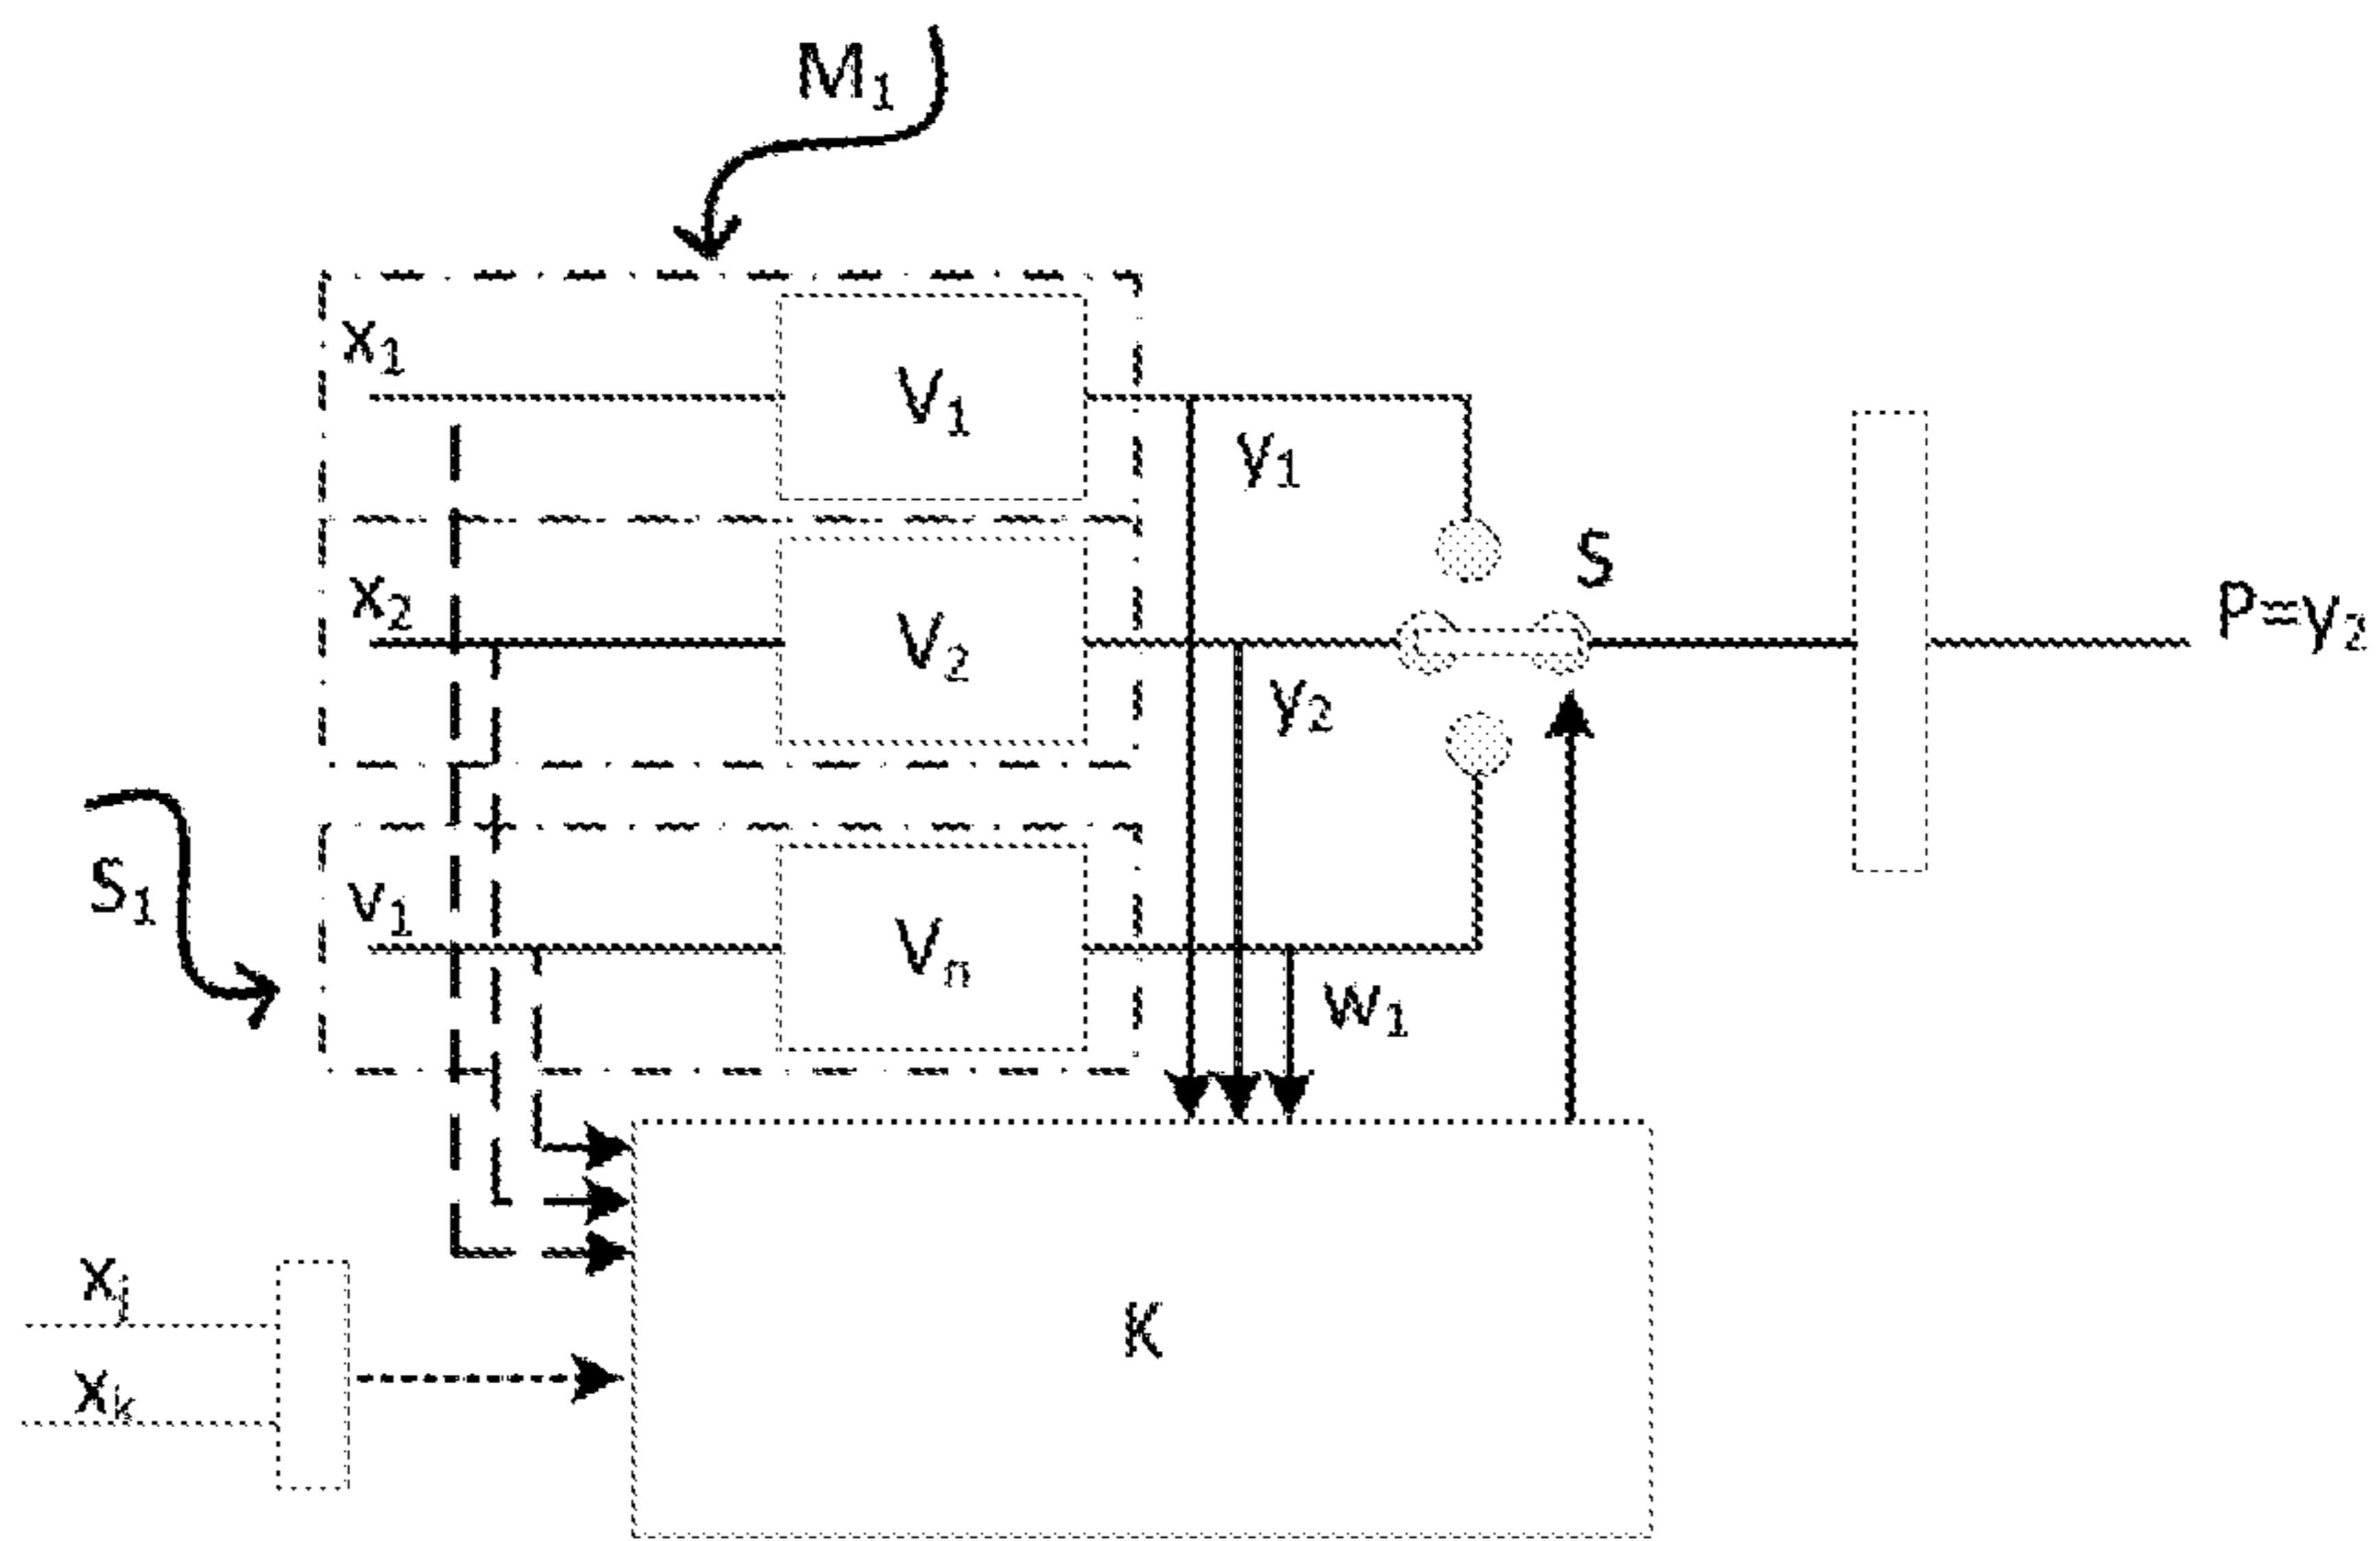 M₁
x₁
V₁
y₁
S
x₂
V₂
P=y₂
y₂
S₁
v₁
Vₙ
w₁
xⱼ
K
xₖ